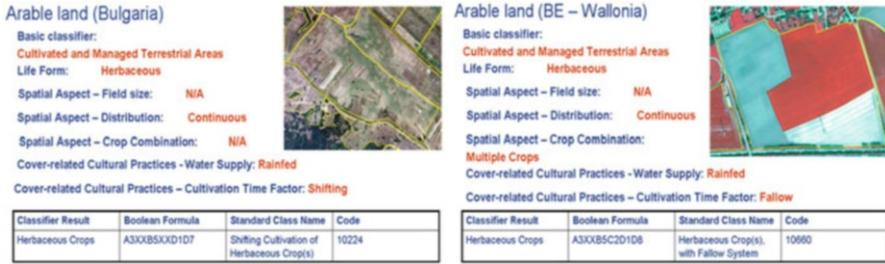 Arable land (Bulgaria)
Basic classifier:
Cultivated and Managed Terrestrial Areas
Life Form: Herbaceous
Spatial Aspect – Field size: N/A
Spatial Aspect – Distribution: Continuous
Spatial Aspect – Crop Combination: N/A
Cover-related Cultural Practices - Water Supply: Rainfed
Cover-related Cultural Practices – Cultivation Time Factor: Shifting
Classifier Result Boolean Formula Standard Class Name Code
Herbaceous Crops A3XXB5XXD1D7 Shifting Cultivation of 10224
Herbaceous Crop(s)
Arable land (BE – Wallonia)
Basic classifier:
Cultivated and Managed Terrestrial Areas
Life Form: Herbaceous
Spatial Aspect – Field size: N/A
Spatial Aspect – Distribution: Continuous
Spatial Aspect – Crop Combination:
Multiple Crops
Cover-related Cultural Practices - Water Supply: Rainfed
Cover-related Cultural Practices – Cultivation Time Factor: Fallow
Classifier Result Boolean Formula Standard Class Name Code
Herbaceous Crops A3XXB5C2D1D8 Herbaceous Crop(s), 10660
with Fallow System